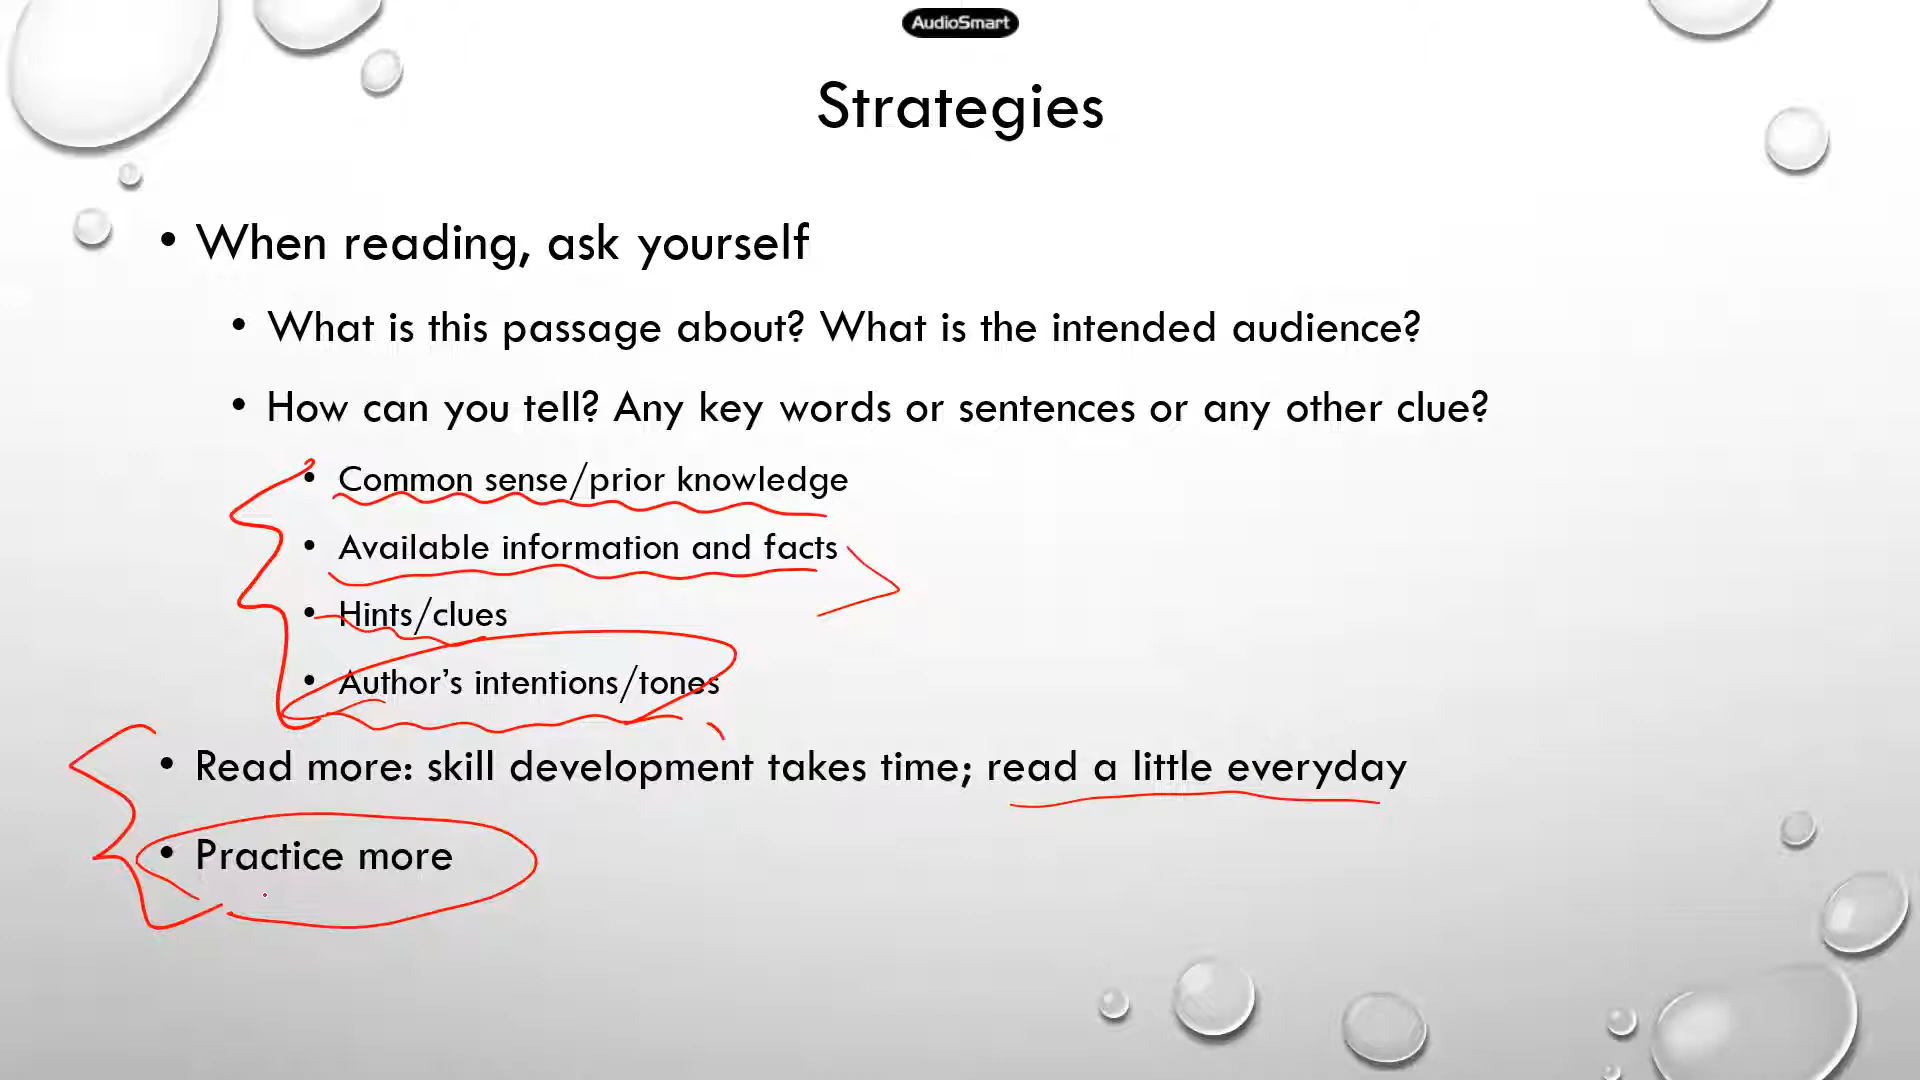 AudioSmart
Strategies
• When reading, ask yourself
• What is this passage about? What is the intended audience?
• How can you tell? Any key words or sentences or any other clue?
• Common sense/prior knowledge
• Available information and facts
• Hints/clues
• Author’s intentions/tones
• Read more: skill development takes time; read a little everyday
• Practice more